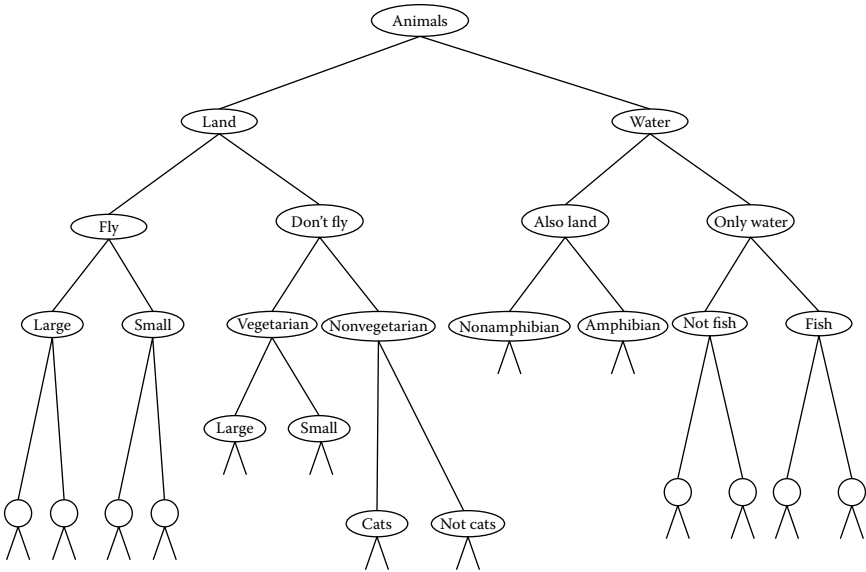 Animals
Land
Water
Fly
Don't fly
Also land
Only water
Large
Small
Vegetarian
Nonvegetarian
Nonamphibian
Amphibian
Not fish
Fish
Large
Small
Cats
Not cats